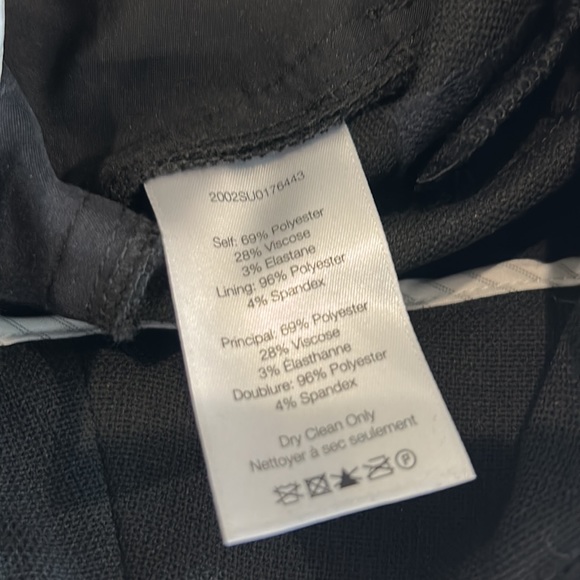 2002SU0176443
Self: 69% Polyester
28% Viscose
3% Elastane
Lining: 96% Polyester
4% Spandex
Principal: 69% Polyester
28% Viscose
3% Elasthanne
Doublure: 96% Polyester
4% Spandex
Dry Clean Only
Nettoyer à sec seulement
P